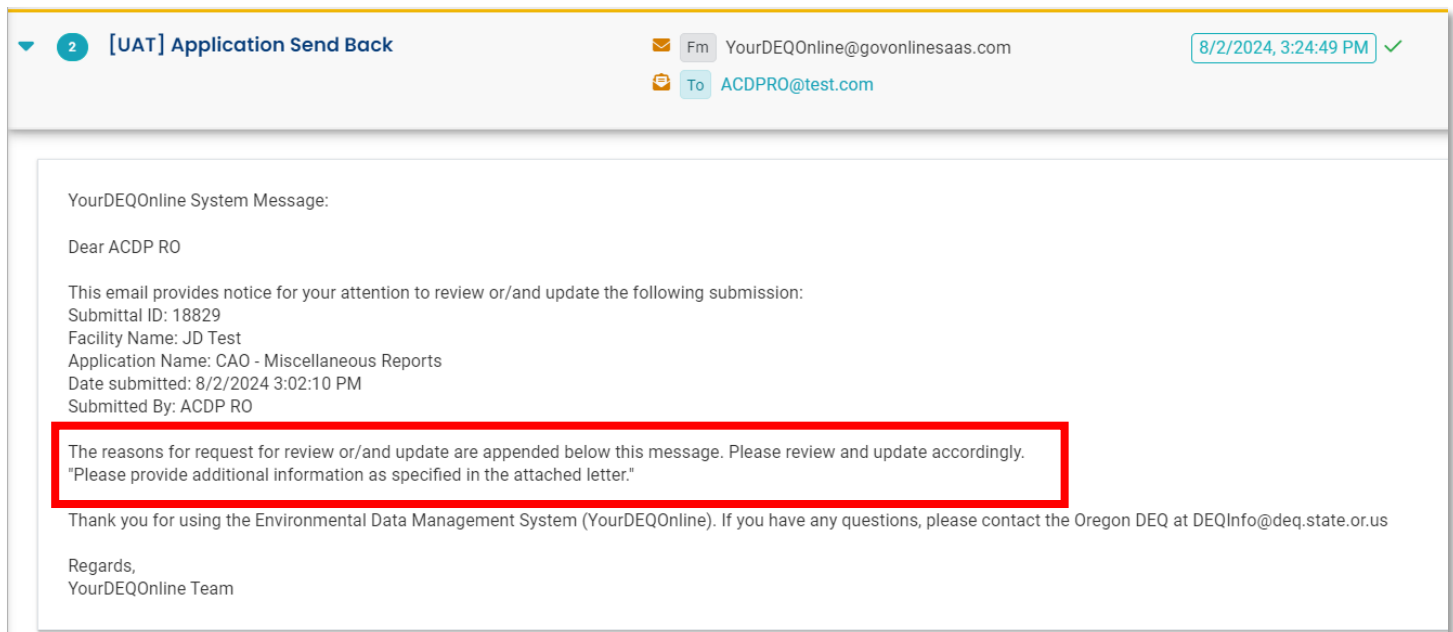 2 [UAT] Application Send Back Fm YourDEQOnline@govonlinesaas.com 8/2/2024, 3:24:49 PM
To ACDPRO@test.com
YourDEQOnline System Message:
Dear ACDP RO
This email provides notice for your attention to review or/and update the following submission:
Submittal ID: 18829
Facility Name: JD Test
Application Name: CAO - Miscellaneous Reports
Date submitted: 8/2/2024 3:02:10 PM
Submitted By: ACDP RO
The reasons for request for review or/and update are appended below this message. Please review and update accordingly.
"Please provide additional information as specified in the attached letter."
Thank you for using the Environmental Data Management System (YourDEQOnline). If you have any questions, please contact the Oregon DEQ at DEQInfo@deq.state.or.us
Regards,
YourDEQOnline Team